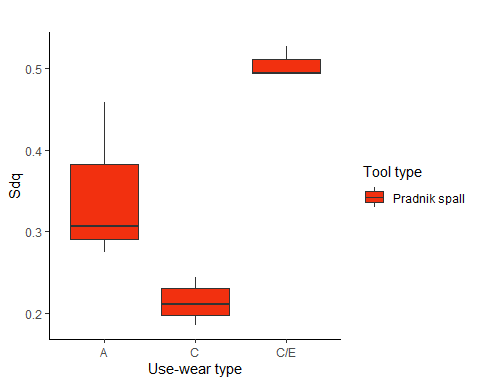 0.5
0.4
0.3
0.2
Sdq
A
C
C/E
Use-wear type
Tool type
Pradnik spall